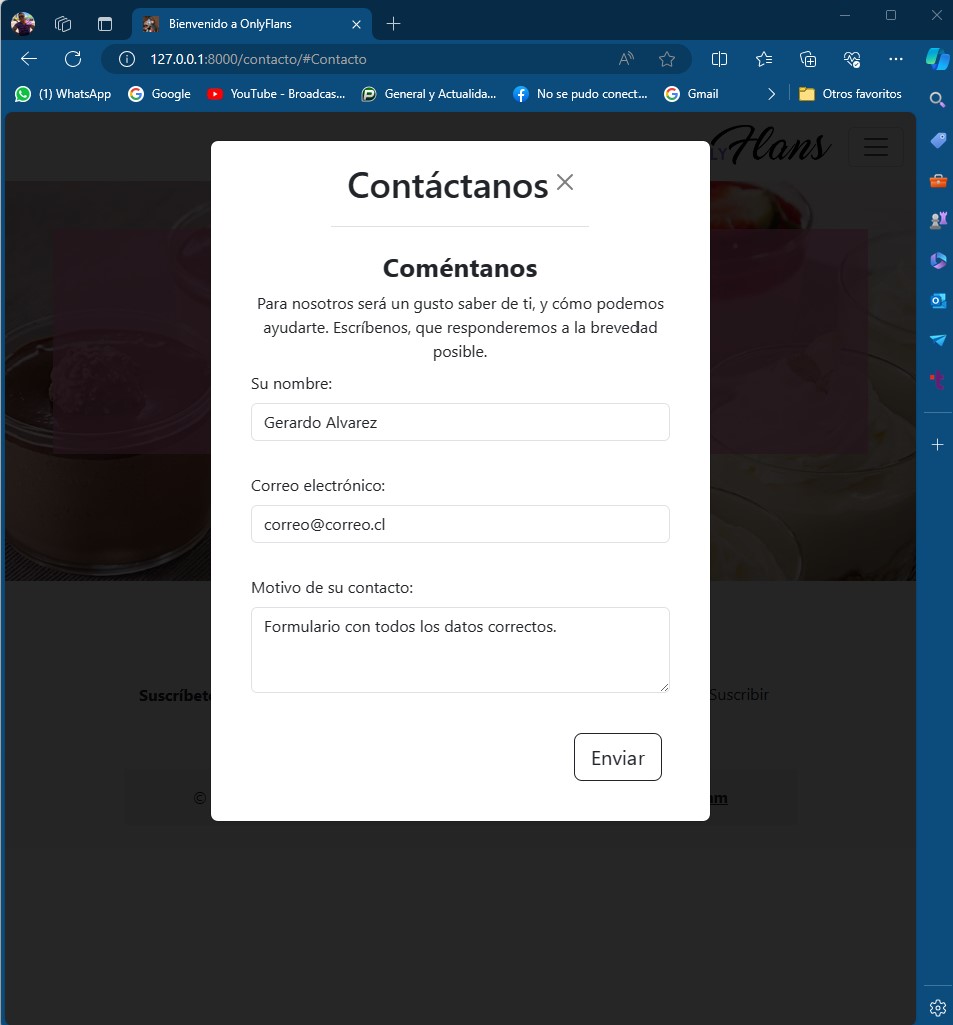 Bienvenido a OnlyFlans
127.0.0.1:8000/contacto/#Contacto
(1) WhatsApp
Google
YouTube - Broadcas...
General y Actualida...
No se pudo conect...
Gmail
Otros favoritos
LY Flans
Contáctanos
Coméntanos
Para nosotros será un gusto saber de ti, y cómo podemos
ayudarte. Escríbenos, que responderemos a la brevedad
posible.
Su nombre:
Gerardo Alvarez
Correo electrónico:
correo@correo.cl
Motivo de su contacto:
Formulario con todos los datos correctos.
Suscríbete
Suscribir
Enviar
©
am